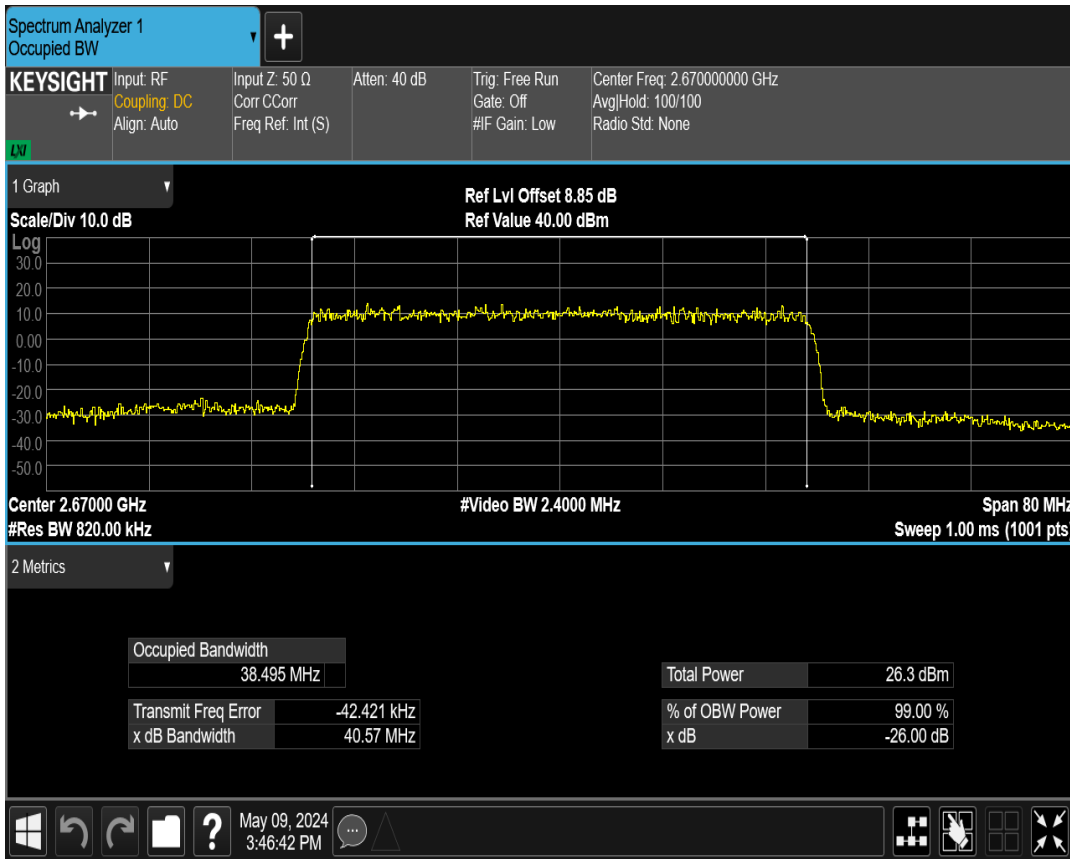 Spectrum Analyzer 1
Occupied BW
+
KEYSIGHT
LXI
Input: RF
Coupling: DC
Align: Auto
Input Z: 50 Ω
Corr CCorr
Freq Ref: Int (S)
Atten: 40 dB
Trig: Free Run
Gate: Off
#IF Gain: Low
Center Freq: 2.670000000 GHz
Avg|Hold: 100/100
Radio Std: None
1 Graph
Scale/Div 10.0 dB
Ref Lvl Offset 8.85 dB
Ref Value 40.00 dBm
Log
30.0
20.0
10.0
0.00
-10.0
-20.0
-30.0
-40.0
-50.0
Center 2.67000 GHz
#Res BW 820.00 kHz
#Video BW 2.4000 MHz
Span 80 MHz
Sweep 1.00 ms (1001 pts)
2 Metrics
Occupied Bandwidth
38.495 MHz
Transmit Freq Error -42.421 kHz
x dB Bandwidth 40.57 MHz
Total Power 26.3 dBm
% of OBW Power 99.00 %
x dB -26.00 dB
?
May 09, 2024
3:46:42 PM
...